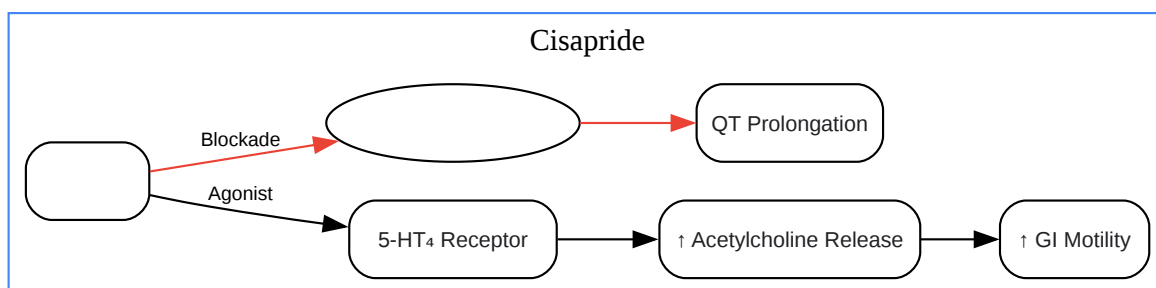 Cisapride
Blockade
QT Prolongation
Agonist
5-HT₄ Receptor
↑ Acetylcholine Release
↑ GI Motility